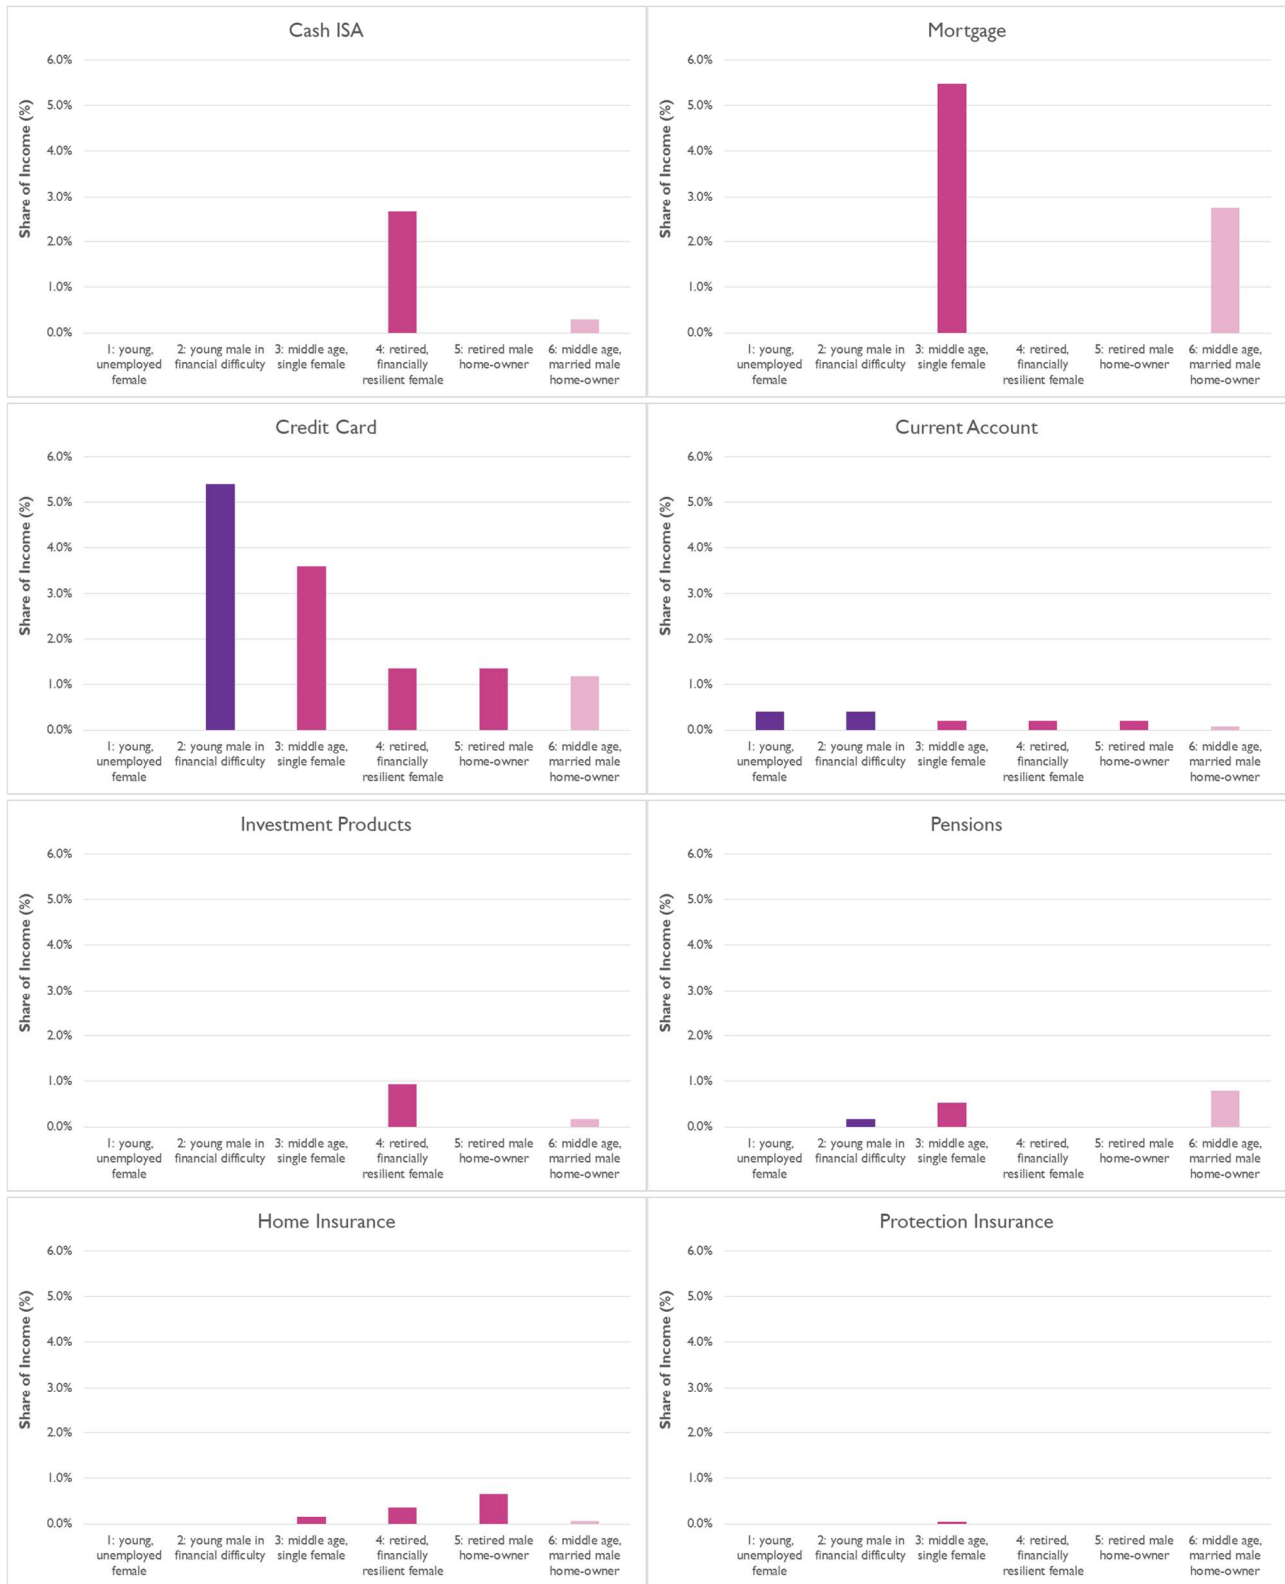 Cash ISA
6.0%
5.0%
4.0%
3.0%
2.0%
1.0%
0.0%
Share of Income (%)
1: young,
unemployed
female
2: young male in
financial difficulty
3: middle age,
single female
4: retired,
financially
resilient female
5: retired male
home-owner
6: middle age,
married male
home-owner
Mortgage
6.0%
5.0%
4.0%
3.0%
2.0%
1.0%
0.0%
Share of Income (%)
1: young,
unemployed
female
2: young male in
financial difficulty
3: middle age,
single female
4: retired,
financially
resilient female
5: retired male
home-owner
6: middle age,
married male
home-owner
Credit Card
6.0%
5.0%
4.0%
3.0%
2.0%
1.0%
0.0%
Share of Income (%)
1: young,
unemployed
female
2: young male in
financial difficulty
3: middle age,
single female
4: retired,
financially
resilient female
5: retired male
home-owner
6: middle age,
married male
home-owner
Current Account
6.0%
5.0%
4.0%
3.0%
2.0%
1.0%
0.0%
Share of Income (%)
1: young,
unemployed
female
2: young male in
financial difficulty
3: middle age,
single female
4: retired,
financially
resilient female
5: retired male
home-owner
6: middle age,
married male
home-owner
Investment Products
6.0%
5.0%
4.0%
3.0%
2.0%
1.0%
0.0%
Share of Income (%)
1: young,
unemployed
female
2: young male in
financial difficulty
3: middle age,
single female
4: retired,
financially
resilient female
5: retired male
home-owner
6: middle age,
married male
home-owner
Pensions
6.0%
5.0%
4.0%
3.0%
2.0%
1.0%
0.0%
Share of Income (%)
1: young,
unemployed
female
2: young male in
financial difficulty
3: middle age,
single female
4: retired,
financially
resilient female
5: retired male
home-owner
6: middle age,
married male
home-owner
Home Insurance
6.0%
5.0%
4.0%
3.0%
2.0%
1.0%
0.0%
Share of Income (%)
1: young,
unemployed
female
2: young male in
financial difficulty
3: middle age,
single female
4: retired,
financially
resilient female
5: retired male
home-owner
6: middle age,
married male
home-owner
Protection Insurance
6.0%
5.0%
4.0%
3.0%
2.0%
1.0%
0.0%
Share of Income (%)
1: young,
unemployed
female
2: young male in
financial difficulty
3: middle age,
single female
4: retired,
financially
resilient female
5: retired male
home-owner
6: middle age,
married male
home-owner